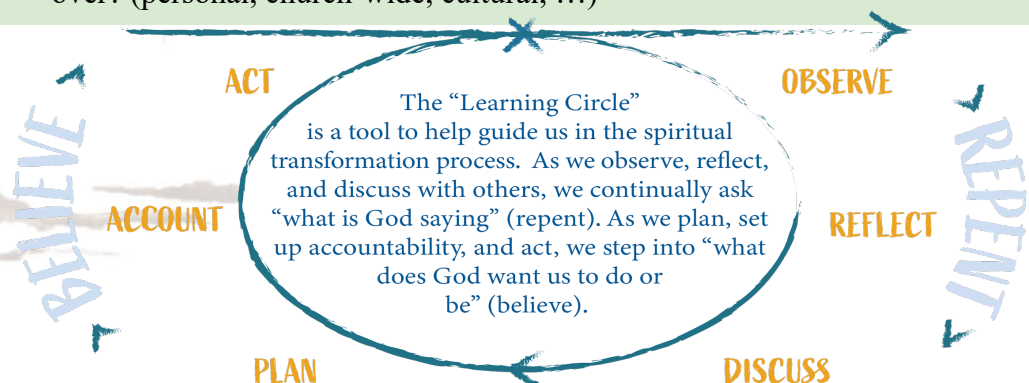 over? (personal, church-wide, cultural, …)
ACT
OBSERVE
The “Learning Circle”
is a tool to help guide us in the spiritual
transformation process.  As we observe, reflect,
and discuss with others, we continually ask
“what is God saying” (repent). As we plan, set
up accountability, and act, we step into “what
does God want us to do or
be” (believe).
BELIEVE
REPENT
ACCOUNT
REFLECT
PLAN
DISCUSS